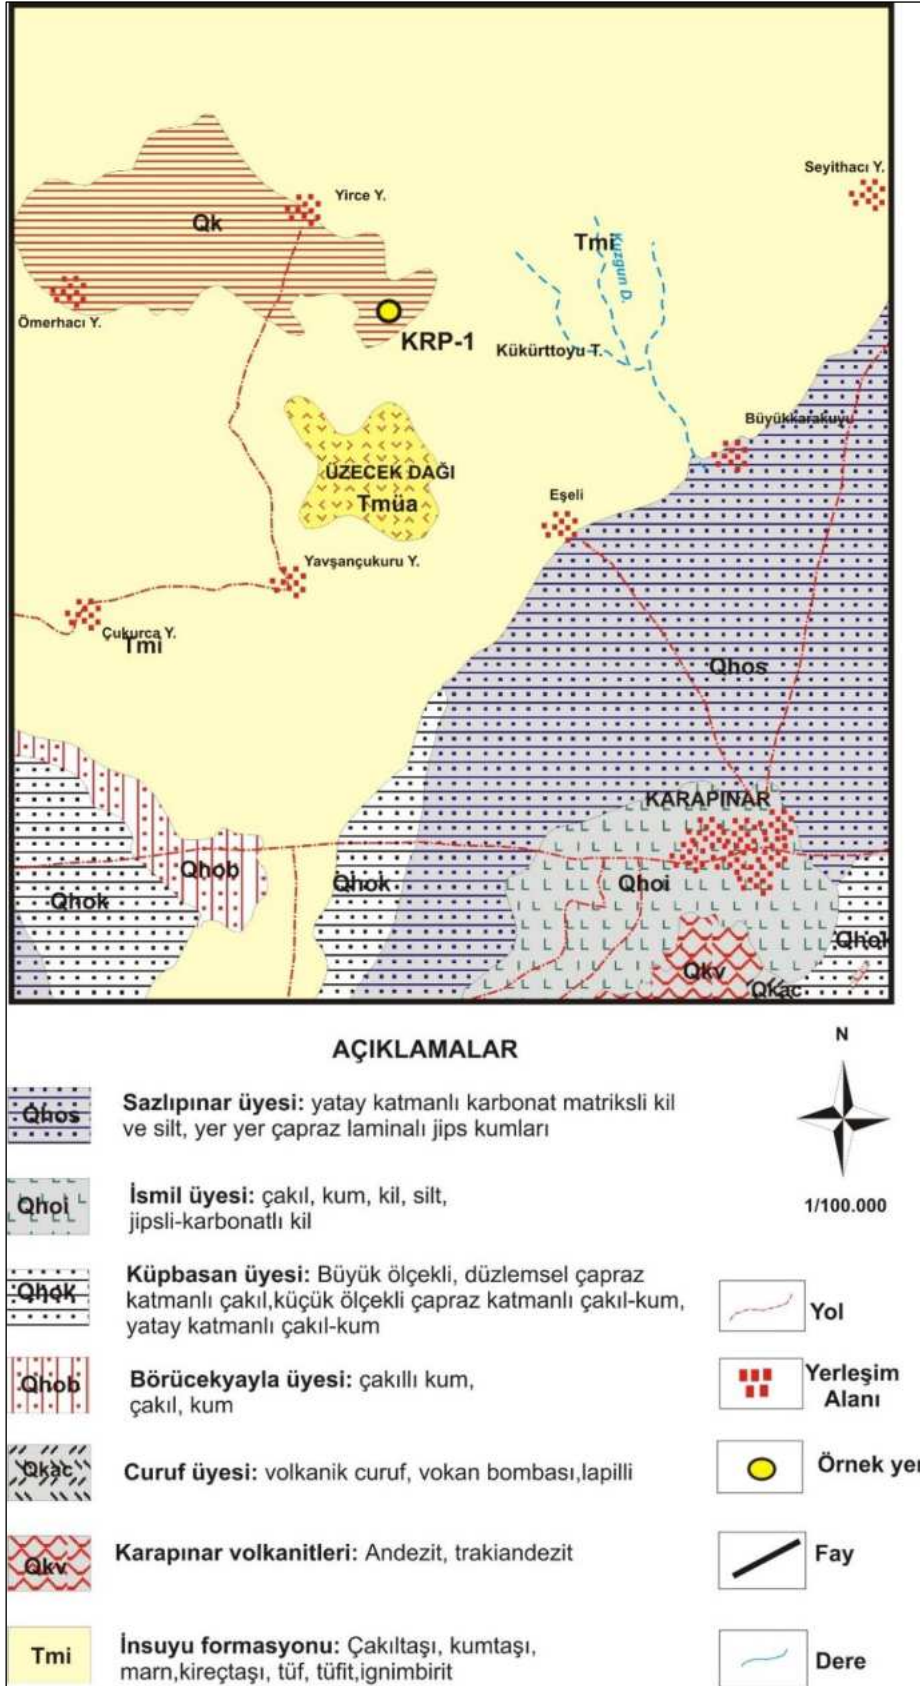 Seyithacı Y.
Yirce Y.
Qk
Tmi
Kuzgun D.
Ömerhacı Y.
KRP-1
Kükürttoyu T.
Büyükkarakuyu
ÜZECEK DAĞI
Tmüa
Eşeli
Yavşançukuru Y.
Çukurca Y.
Tmi
Qhos
KARAPINAR
Qhob
Qhok
Qhok
Qhoi
Qhok
Qkv
Qkac
AÇIKLAMALAR
N
1/100.000
Qhos
Sazlıpınar üyesi: yatay katmanlı karbonat matriksli kil
ve silt, yer yer çapraz laminalı jips kumları
Qhoi
İsmil üyesi: çakıl, kum, kil, silt,
jipsli-karbonatlı kil
Qhok
Küpbasan üyesi: Büyük ölçekli, düzlemsel çapraz
katmanlı çakıl,küçük ölçekli çapraz katmanlı çakıl-kum,
yatay katmanlı çakıl-kum
Qhob
Börücekyayla üyesi: çakıllı kum,
çakıl, kum
Qkac
Curuf üyesi: volkanik curuf, vokan bombası,lapilli
Qkv
Karapınar volkanitleri: Andezit, trakiandezit
Tmi
İnsuyu formasyonu: Çakıltaşı, kumtaşı,
marn,kireçtaşı, tüf, tüfit,ignimbirit
Yol
Yerleşim
Alanı
Örnek yer
Fay
Dere